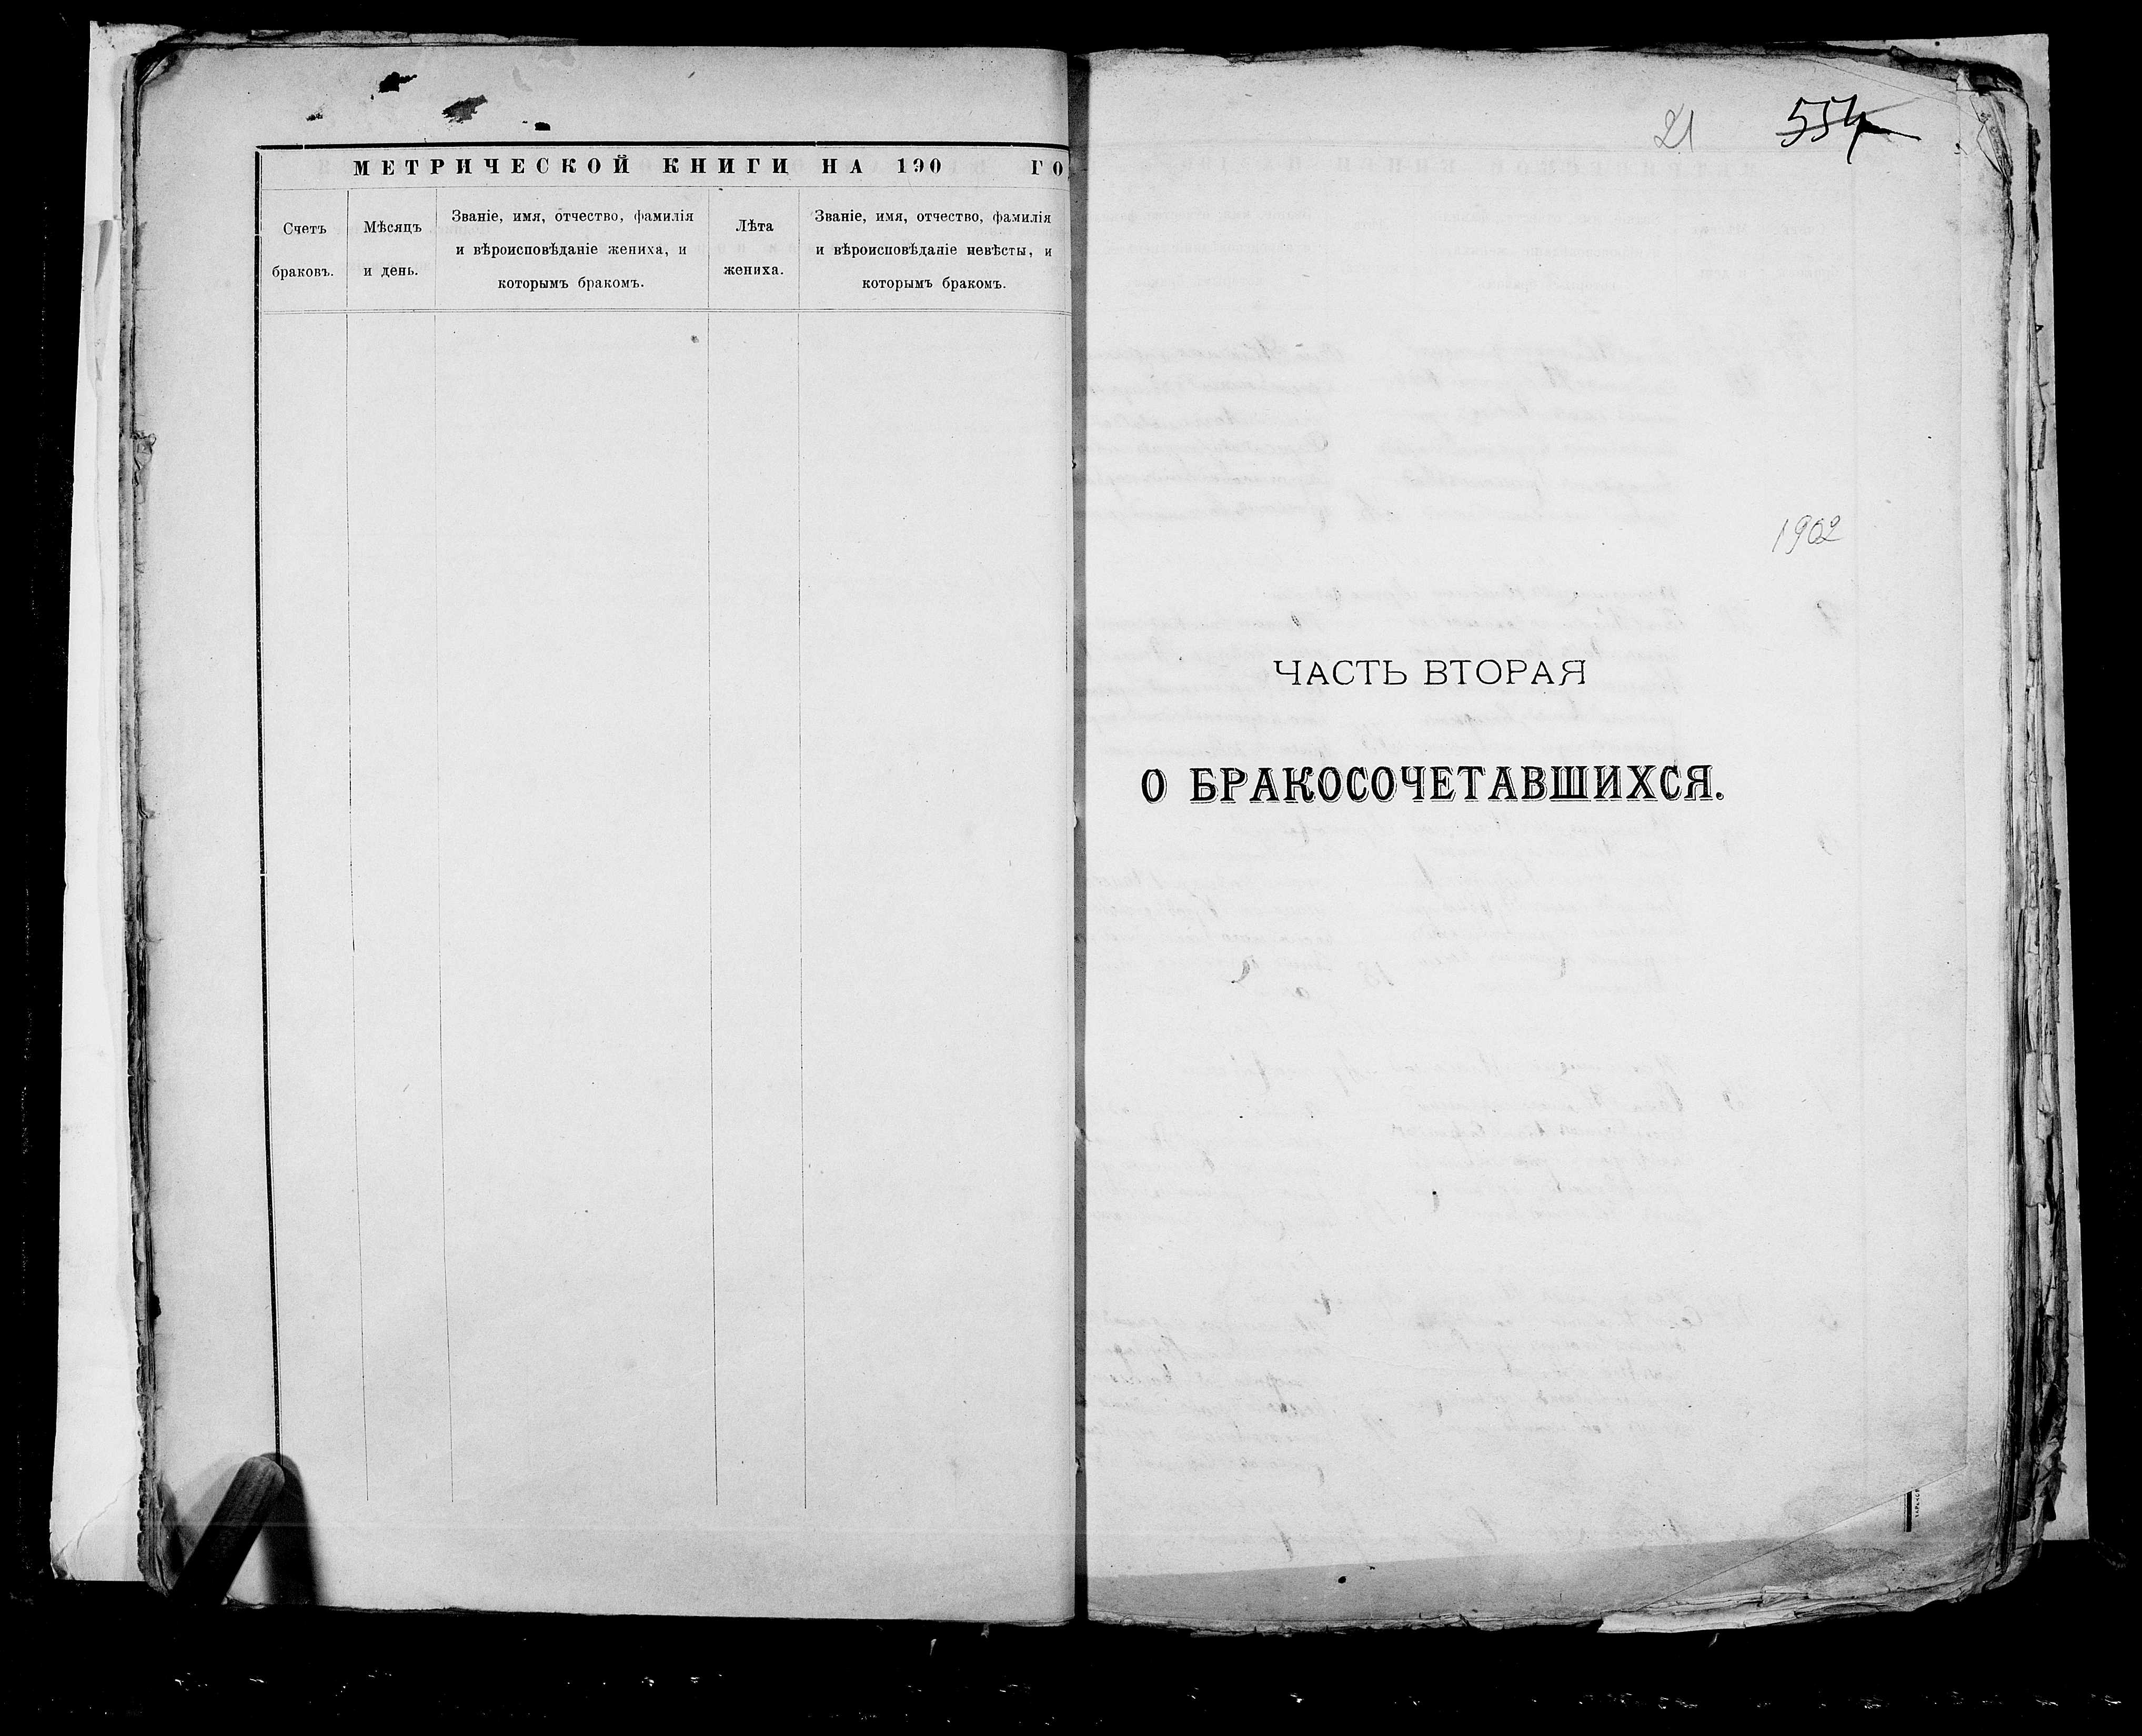 МЕТРИЧЕСКОЙ КНИГИ НА 190 ГО
Счетъ браковъ.
Мѣсяцъ и день.
Званіе, имя, отчество, фамилія
и вѣроисповѣданіе жениха, и
которымъ бракомъ.
Лѣта жениха.
Званіе, имя, отчество, фамилія
и вѣроисповѣданіе невѣсты, и
которымъ бракомъ.
21 554
1902
ЧАСТЬ ВТОРАЯ
О БРАКОСОЧЕТАВШИХСЯ.